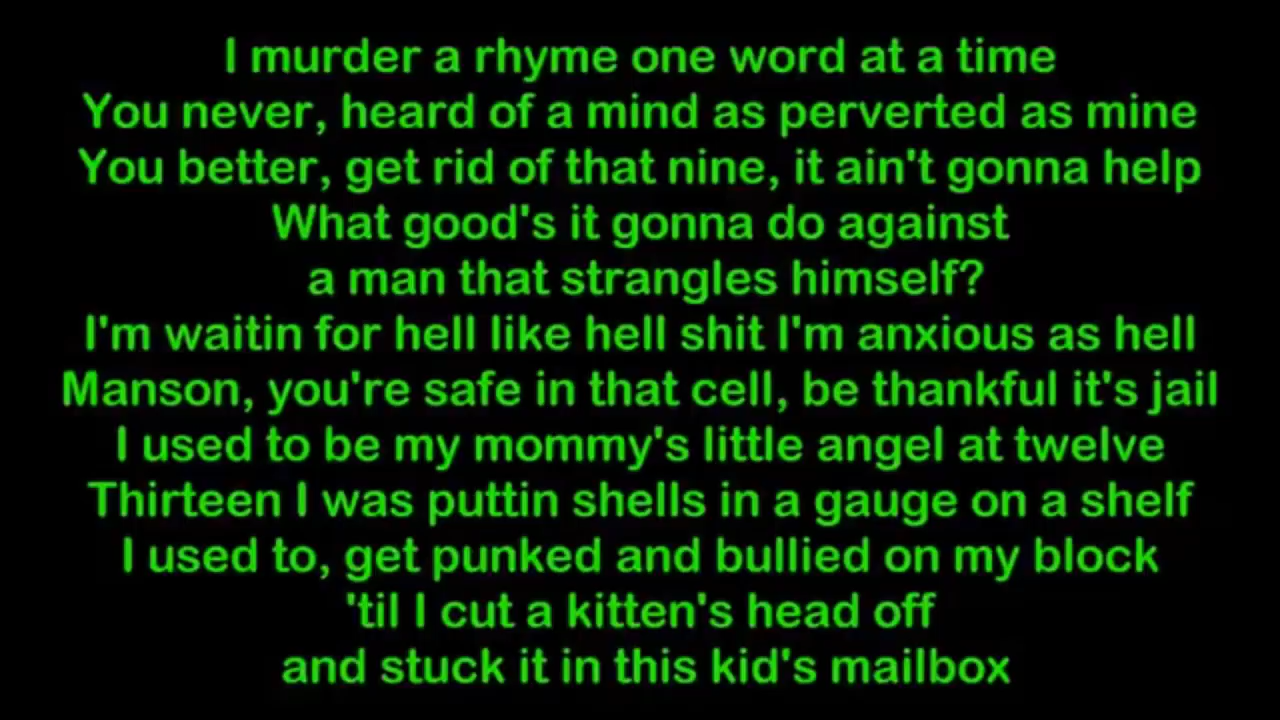 I murder a rhyme one word at a time
You never, heard of a mind as perverted as mine
You better, get rid of that nine, it ain't gonna help
What good's it gonna do against
a man that strangles himself?
I'm waitin for hell like hell shit I'm anxious as hell
Manson, you're safe in that cell, be thankful it's jail
I used to be my mommy's little angel at twelve
Thirteen I was puttin shells in a gauge on a shelf
I used to, get punked and bullied on my block
'til I cut a kitten's head off
and stuck it in this kid's mailbox